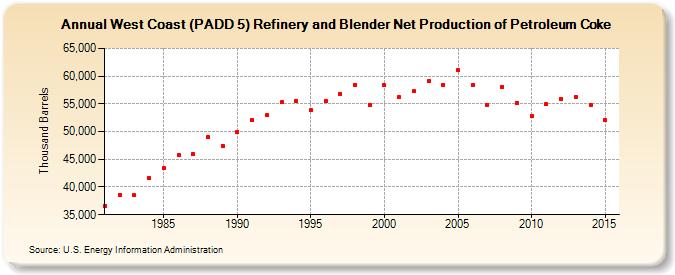 Annual West Coast (PADD 5) Refinery and Blender Net Production of Petroleum Coke
Thousand Barrels
65,000
60,000
55,000
50,000
45,000
40,000
35,000
1985 1990 1995 2000 2005 2010 2015
Source: U.S. Energy Information Administration